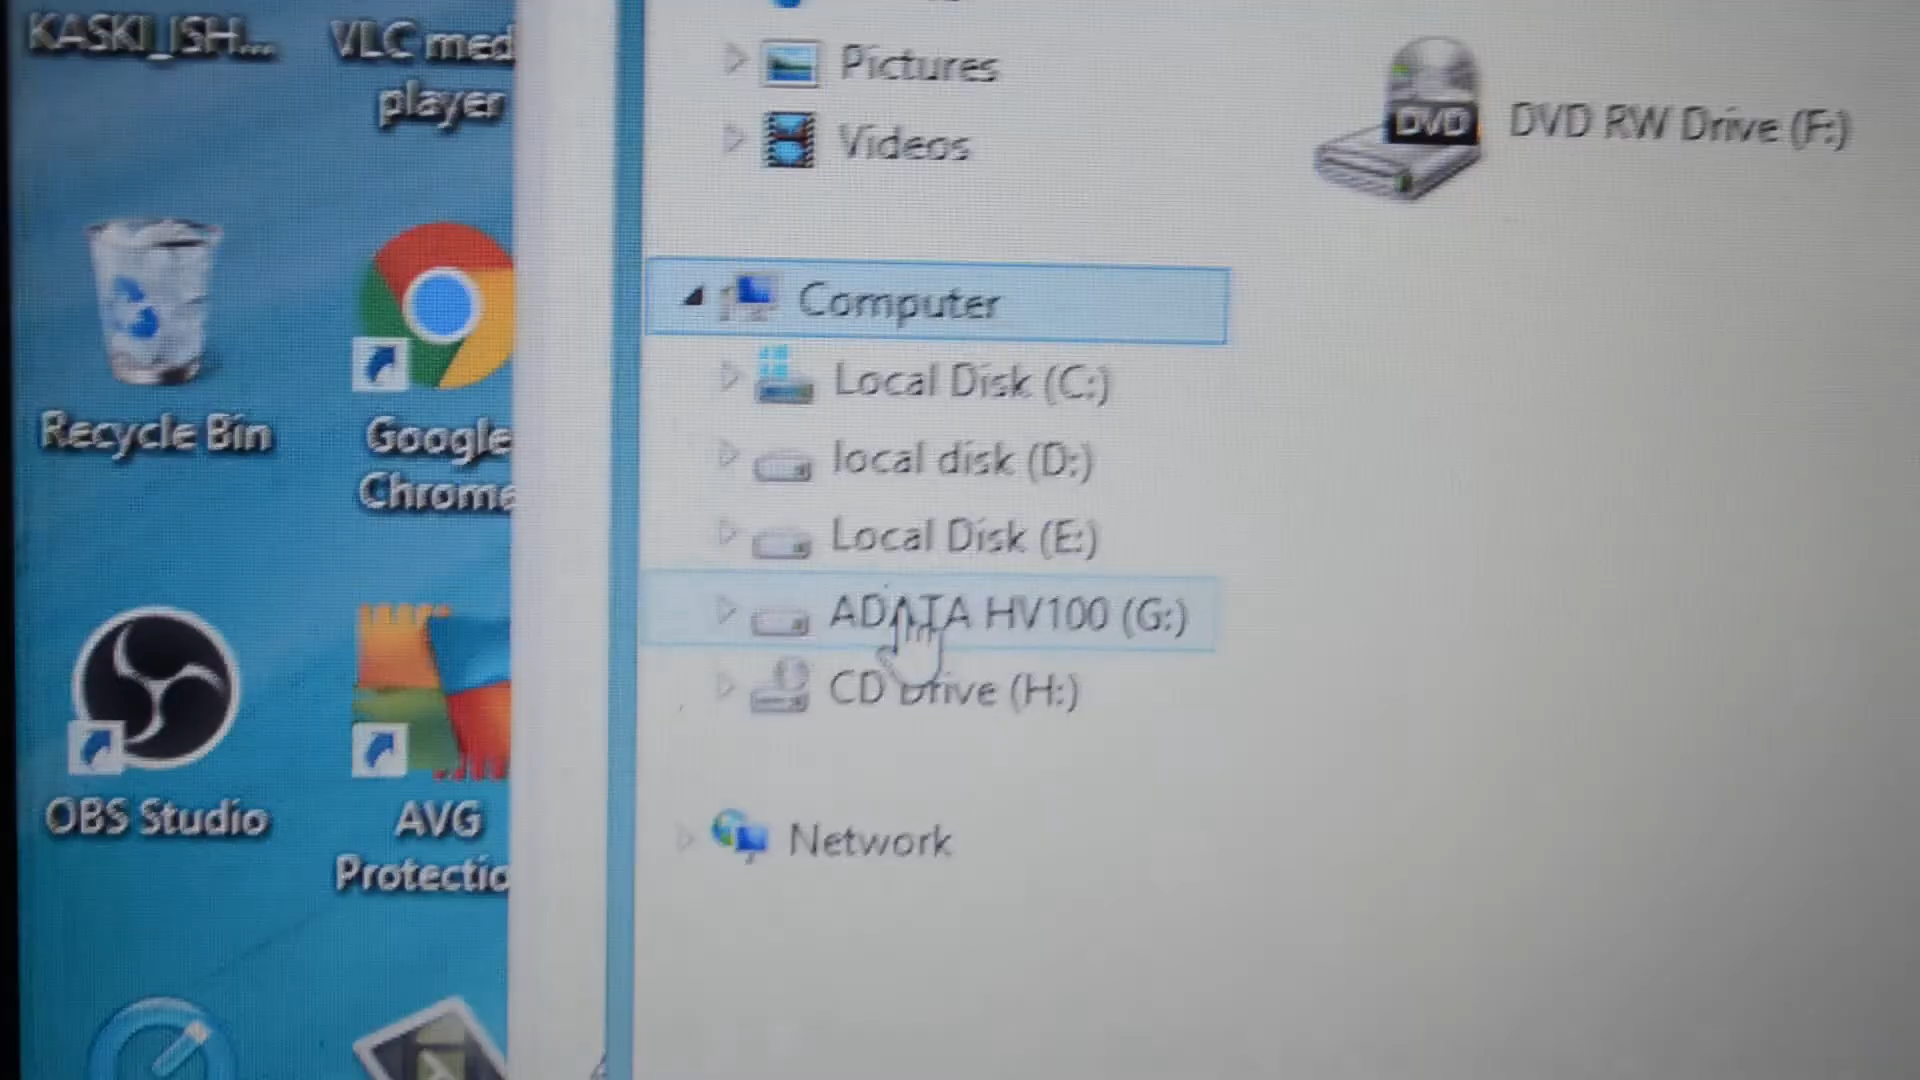 KASKI_ISH...
VLC med
player
Recycle Bin
Google
Chrome
OBS Studio
AVG
Protectio
Pictures
Videos
Computer
Local Disk (C:)
local disk (D:)
Local Disk (E:)
ADATA HV100 (G:)
CD Drive (H:)
Network
DVD
DVD RW Drive (F:)